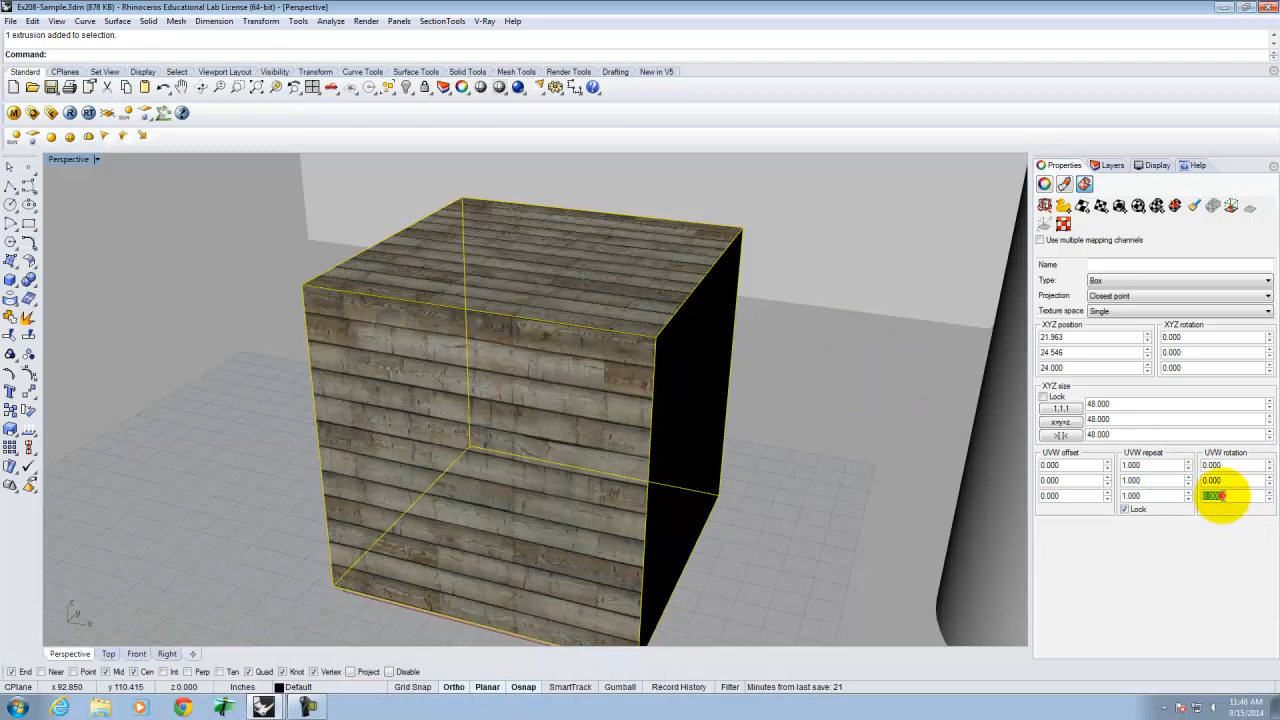 Ex208-Sample.3dm (878 KB) - Rhinoceros Educational Lab License (64-bit) - [Perspective]
File Edit View Curve Surface Solid Mesh Dimension Transform Tools Analyze Render Panels SectionTools V-Ray Help
1 extrusion added to selection.
Command:
Standard CPlanes Set View Display Select Viewport Layout Visibility Transform Curve Tools Surface Tools Solid Tools Mesh Tools Render Tools Drafting New in V5
M R RT SUN
SUN
Perspective
Properties Layers Display Help
Use multiple mapping channels
Name
Type: Box
Projection Closest point
Texture space Single
XYZ position XYZ rotation
21.963 0.000
24.546 0.000
24.000 0.000
XYZ size
Lock 48.000
1,1,1
x=y=z 48.000
>[ ]< 48.000
UVW offset UVW repeat UVW rotation
0.000 1.000 0.000
0.000 1.000 0.000
0.000 1.000 0.000
Lock
z
y
x
Perspective Top Front Right
End Near Point Mid Cen Int Perp Tan Quad Knot Vertex Project Disable
CPlane x 92.850 y 110.415 z 0.000 Inches Default Grid Snap Ortho Planar Osnap SmartTrack Gumball Record History Filter Minutes from last save: 21
11:46 AM
9/15/2014